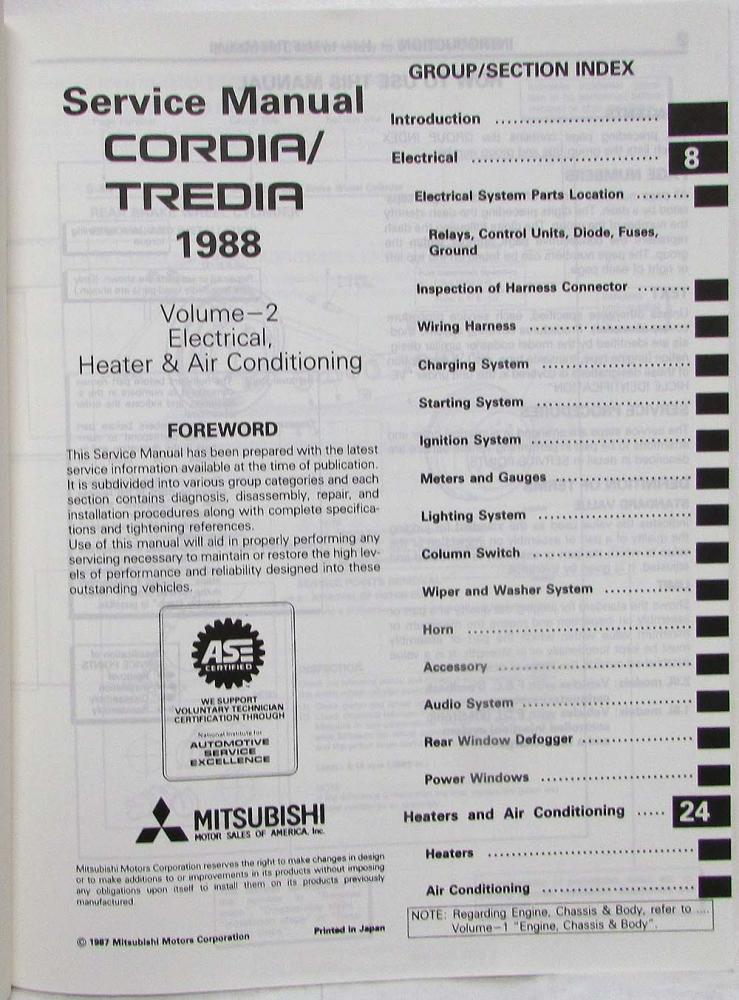 Service Manual
CORDIA/
TREDIA
1988
Volume-2
Electrical,
Heater & Air Conditioning
FOREWORD
This Service Manual has been prepared with the latest
service information available at the time of publication.
It is subdivided into various group categories and each
section contains diagnosis, disassembly, repair, and
installation procedures along with complete specifica-
tions and tightening references.
Use of this manual will aid in properly performing any
servicing necessary to maintain or restore the high lev-
els of performance and reliability designed into these
outstanding vehicles.
ASE
CERTIFIED
WE SUPPORT
VOLUNTARY TECHNICIAN
CERTIFICATION THROUGH
National Institute for
AUTOMOTIVE
SERVICE
EXCELLENCE
MITSUBISHI
MOTOR SALES OF AMERICA, Inc.
Mitsubishi Motors Corporation reserves the right to make changes in design
or to make additions to or improvements in its products without imposing
any obligations upon itself to install them on its products previously
manufactured.
© 1987 Mitsubishi Motors Corporation
Printed in Japan
GROUP/SECTION INDEX
Introduction ..........................
Electrical .............................. 8
Electrical System Parts Location .........
Relays, Control Units, Diode, Fuses,
Ground
Inspection of Harness Connector .........
Wiring Harness ..........................
Charging System ........................
Starting System ..........................
Ignition System ..........................
Meters and Gauges ......................
Lighting System ..........................
Column Switch ..........................
Wiper and Washer System ..............
Horn ....................................
Accessory ................................
Audio System ............................
Rear Window Defogger ..................
Power Windows ........................
Heaters and Air Conditioning ..... 24
Heaters ..................................
Air Conditioning ........................
NOTE: Regarding Engine, Chassis & Body, refer to ....
Volume-1 "Engine, Chassis & Body".